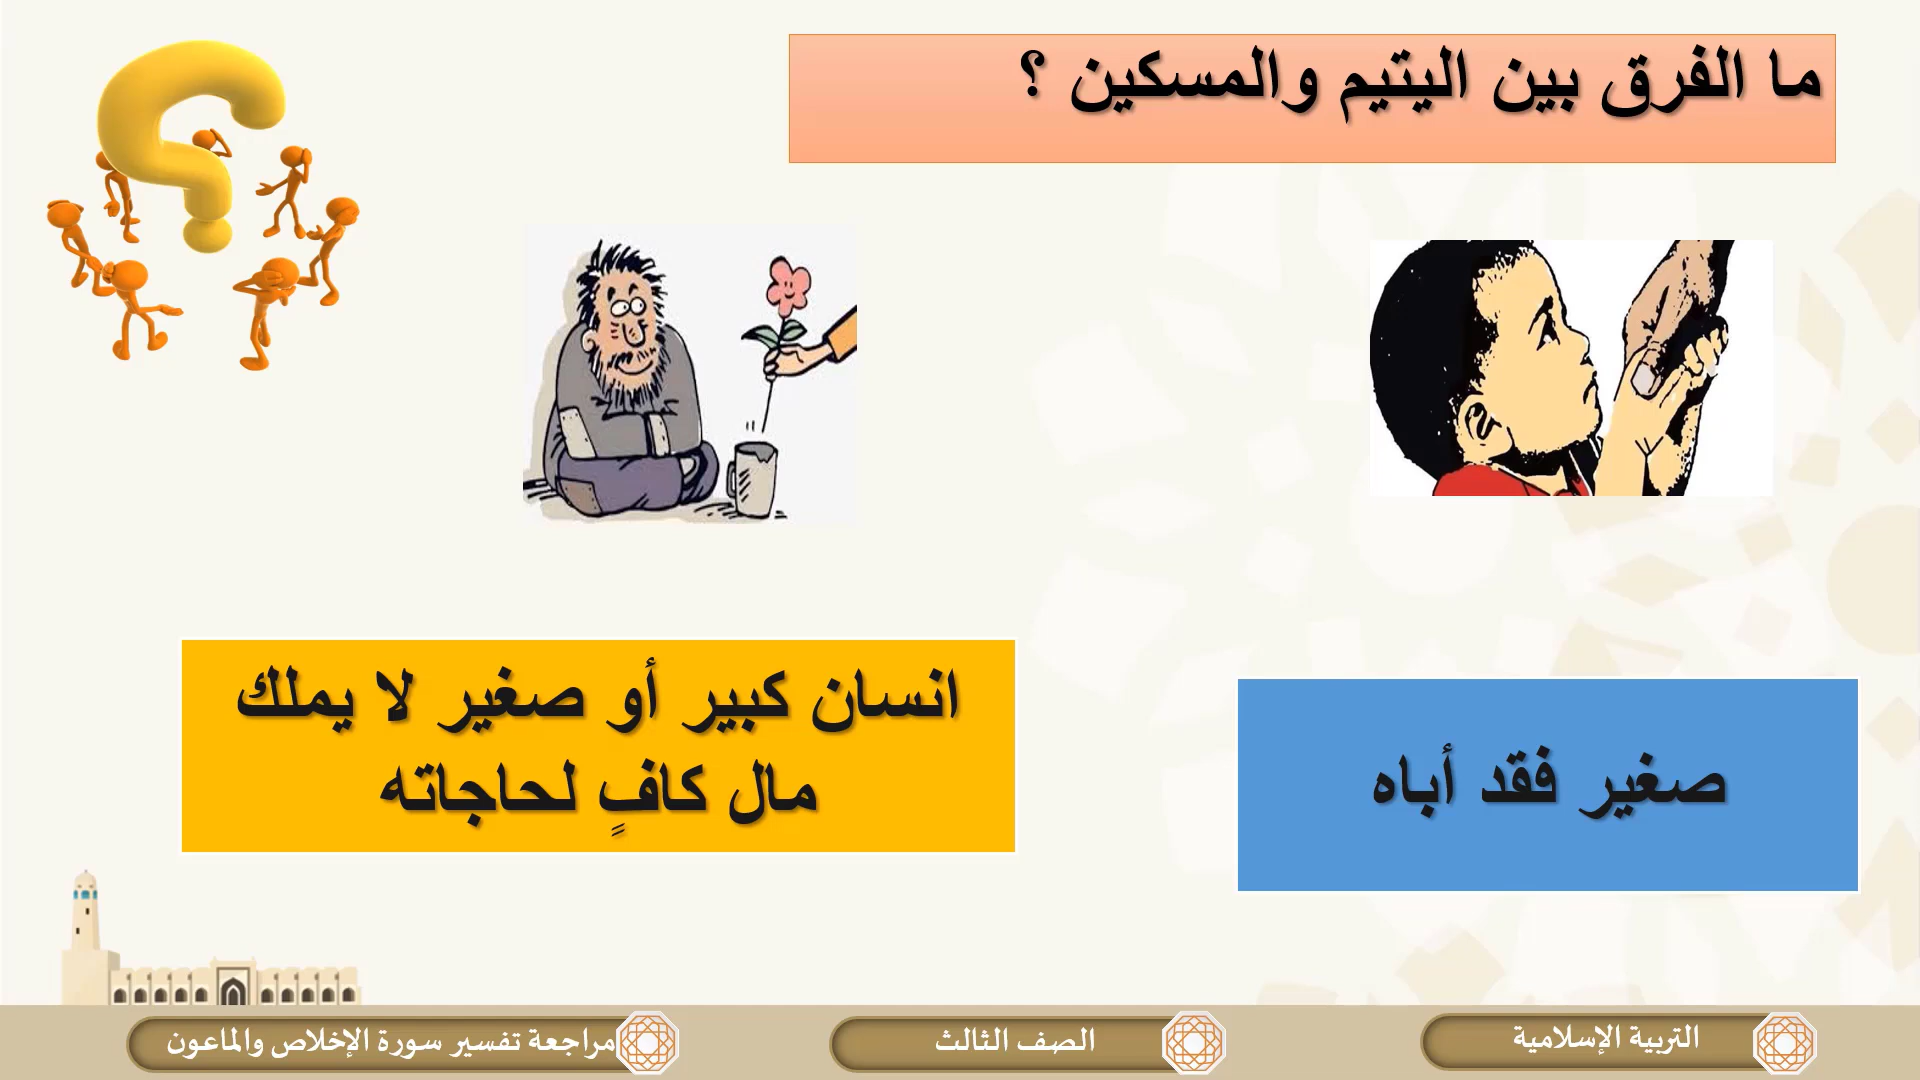 ما الفرق بين اليتيم والمسكين ؟
صغير فقد أباه
انسان كبير أو صغير لا يملك
مال كافٍ لحاجاته
التربية الإسلامية
الصف الثالث
مراجعة تفسير سورة الإخلاص والماعون